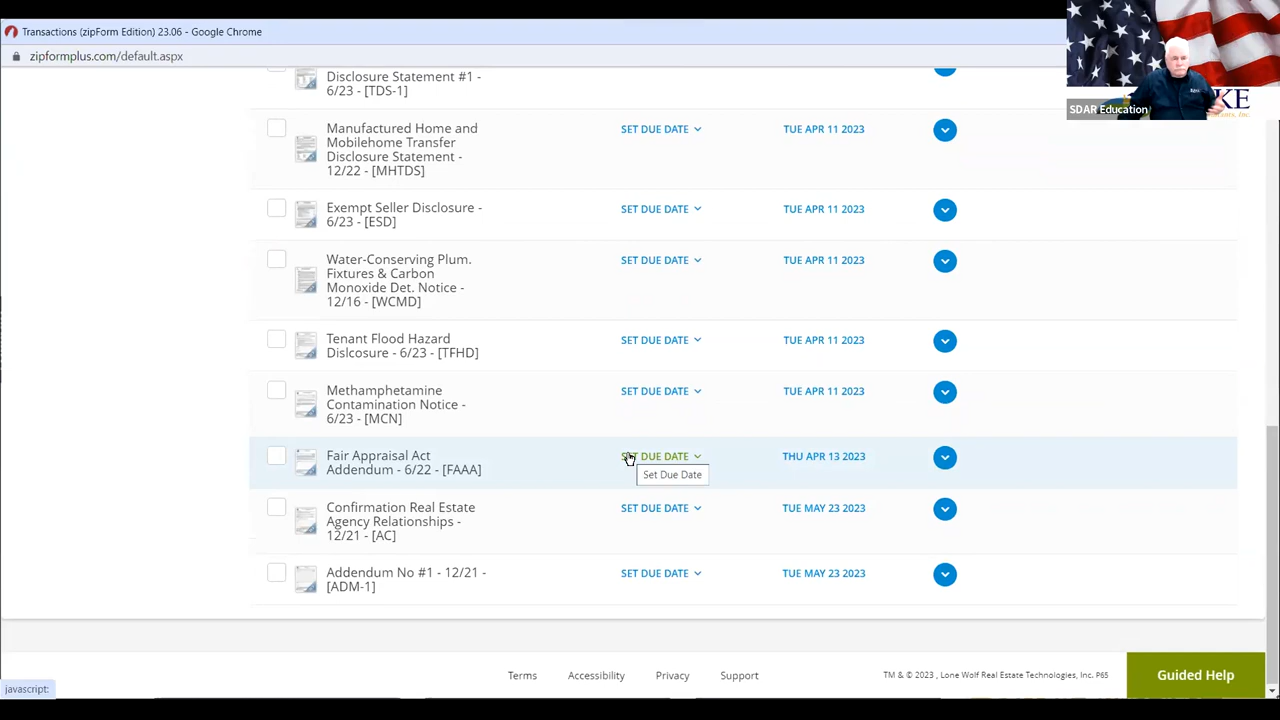 Transactions (zipForm Edition) 23.06 - Google Chrome
zipformplus.com/default.aspx
SDAR Education
KE
Disclosure Statement #1 -
6/23 - [TDS-1]
Manufactured Home and
Mobilehome Transfer
Disclosure Statement -
12/22 - [MHTDS]
SET DUE DATE
TUE APR 11 2023
Exempt Seller Disclosure -
6/23 - [ESD]
SET DUE DATE
TUE APR 11 2023
Water-Conserving Plum.
Fixtures & Carbon
Monoxide Det. Notice -
12/16 - [WCMD]
SET DUE DATE
TUE APR 11 2023
Tenant Flood Hazard
Dislcosure - 6/23 - [TFHD]
SET DUE DATE
TUE APR 11 2023
Methamphetamine
Contamination Notice -
6/23 - [MCN]
SET DUE DATE
TUE APR 11 2023
Fair Appraisal Act
Addendum - 6/22 - [FAAA]
SET DUE DATE
THU APR 13 2023
Set Due Date
Confirmation Real Estate
Agency Relationships -
12/21 - [AC]
SET DUE DATE
TUE MAY 23 2023
Addendum No #1 - 12/21 -
[ADM-1]
SET DUE DATE
TUE MAY 23 2023
Terms
Accessibility
Privacy
Support
TM & © 2023 , Lone Wolf Real Estate Technologies, Inc. P65
Guided Help
javascript: